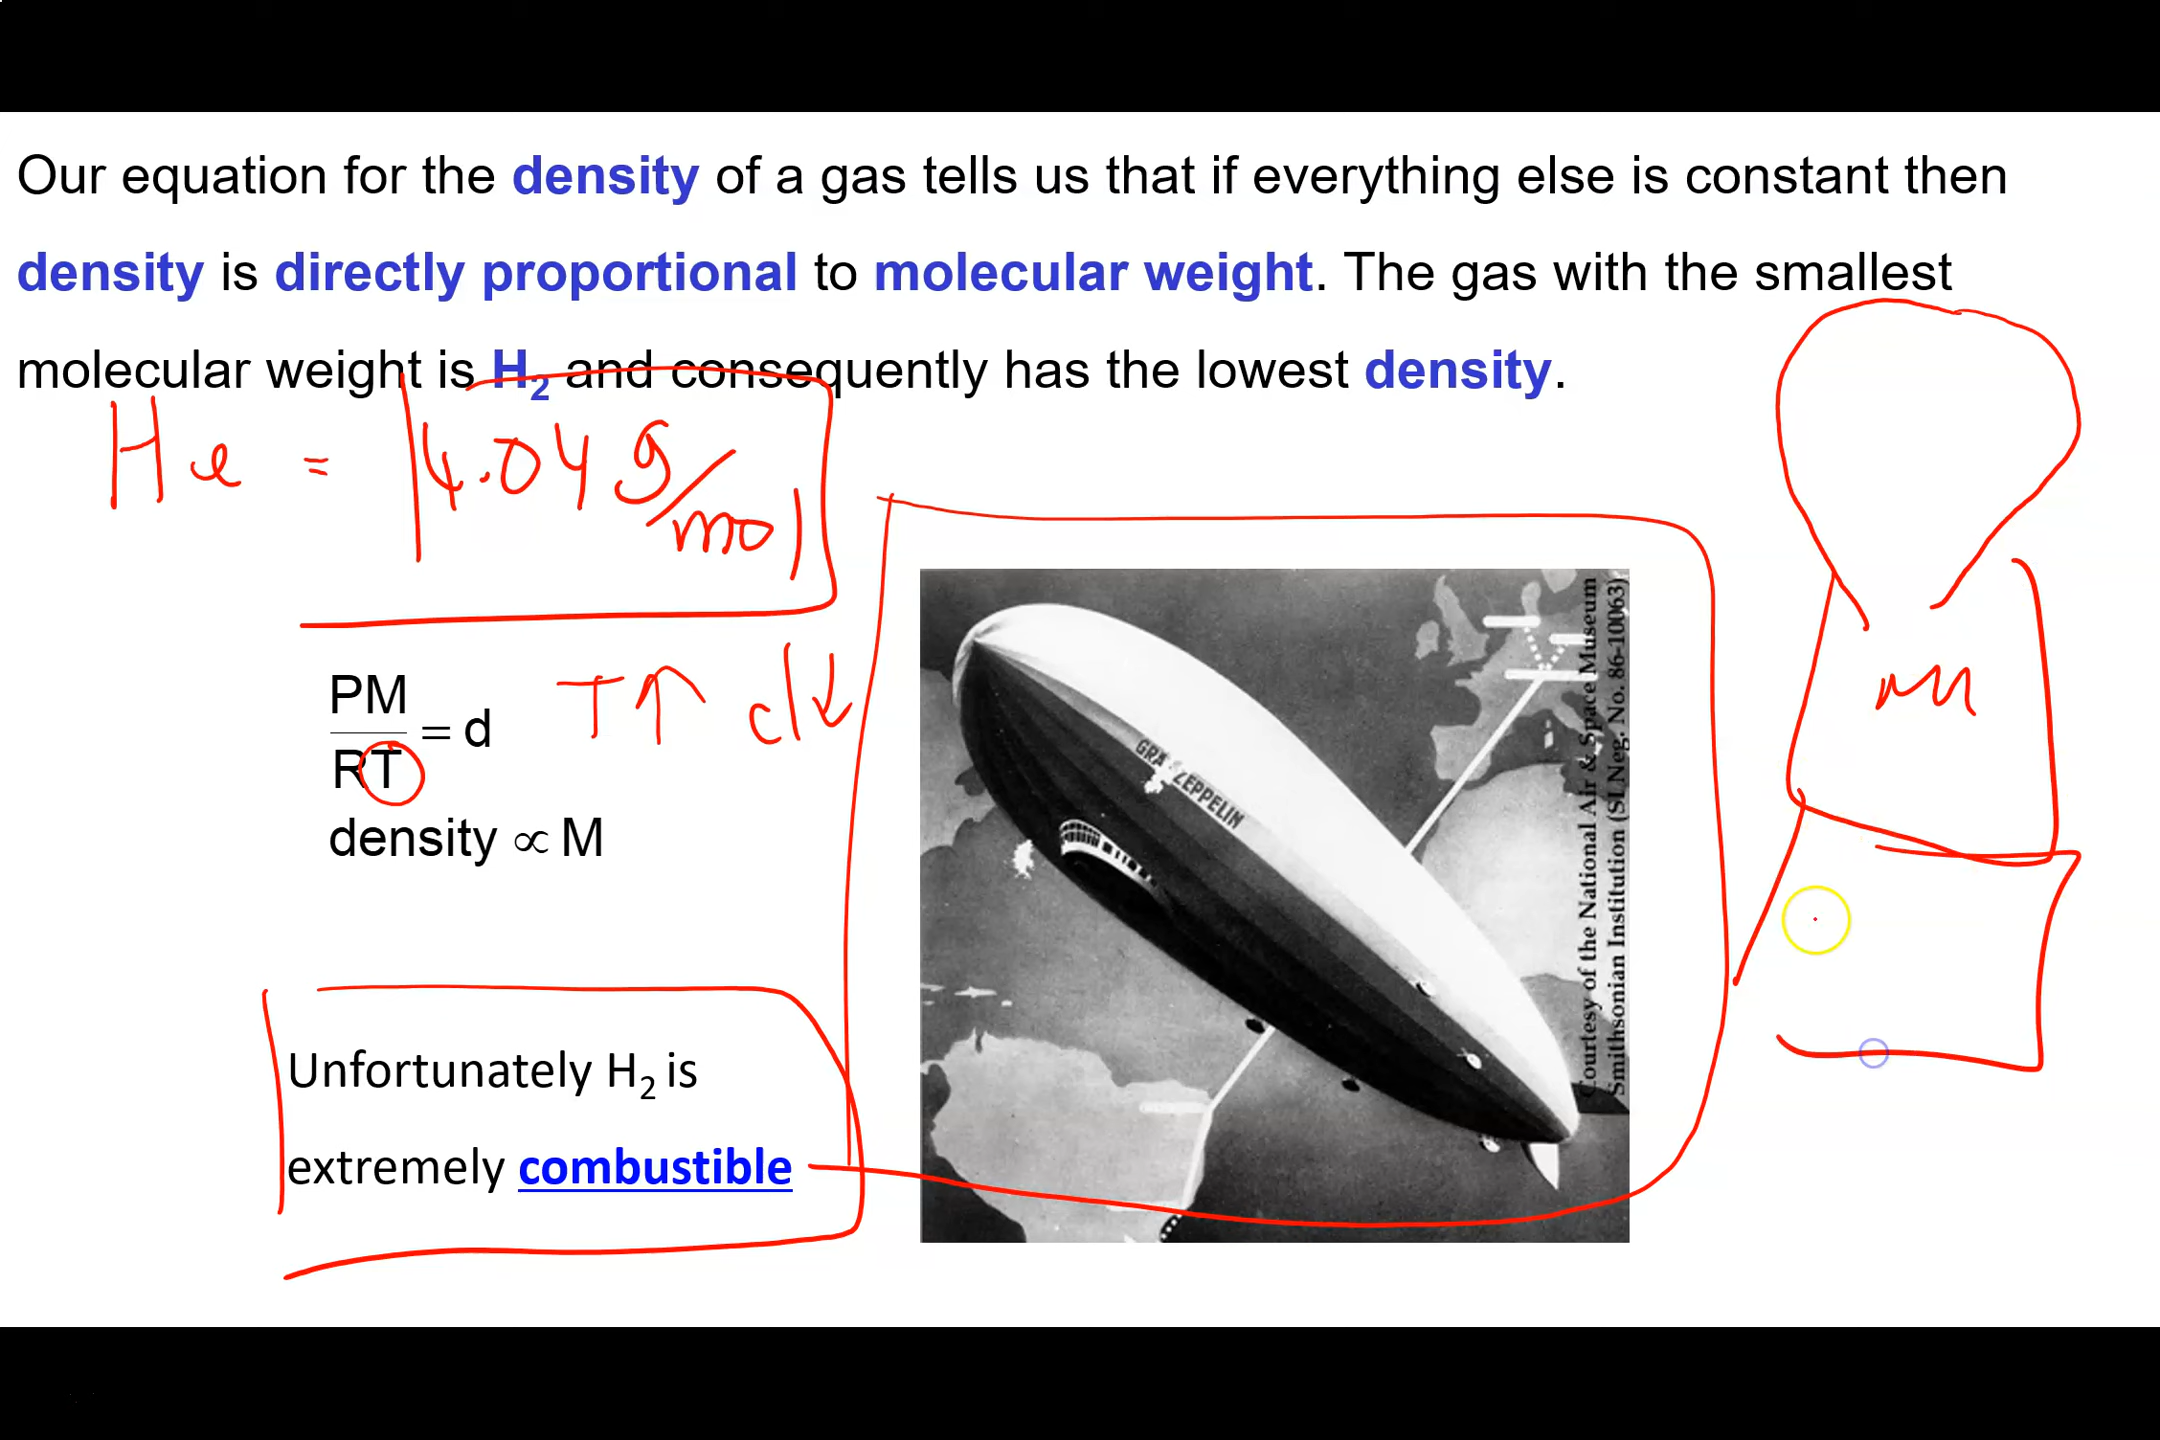 Our equation for the density of a gas tells us that if everything else is constant then
density is directly proportional to molecular weight. The gas with the smallest
molecular weight is H₂ and consequently has the lowest density.
He = 4.04 g/mol
PM/RT = d
T↑ d↓
density ∝ M
Unfortunately H₂ is
extremely combustible
GRAF ZEPPELIN
Courtesy of the National Air & Space Museum
Smithsonian Institution (SI Neg. No. 86-10063)